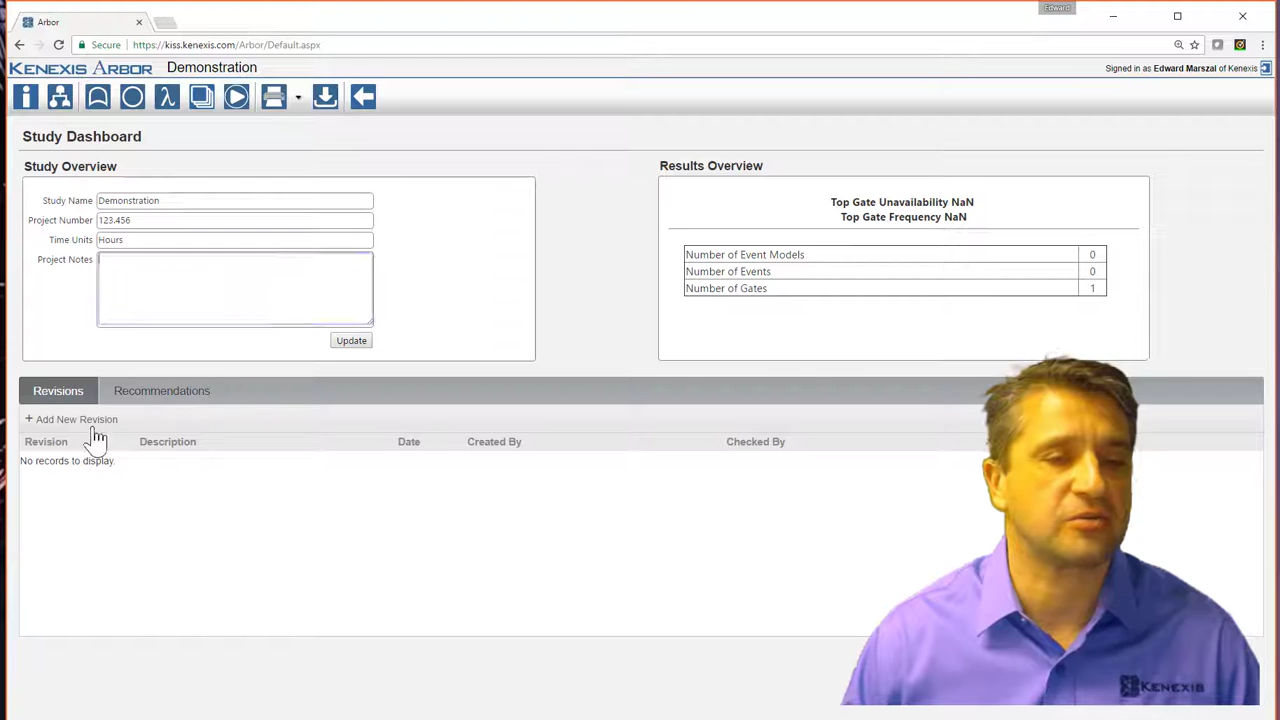 Edward
Arbor
Secure https://kiss.kenexis.com/Arbor/Default.aspx
KENEXIS ARBOR Demonstration
Signed in as Edward Marszal of Kenexis
Study Dashboard
Study Overview
Results Overview
Study Name Demonstration
Project Number 123.456
Time Units Hours
Project Notes
Update
Top Gate Unavailability NaN
Top Gate Frequency NaN
Number of Event Models 0
Number of Events 0
Number of Gates 1
Revisions Recommendations
+ Add New Revision
Revision Description Date Created By Checked By
No records to display.
KENEXIS